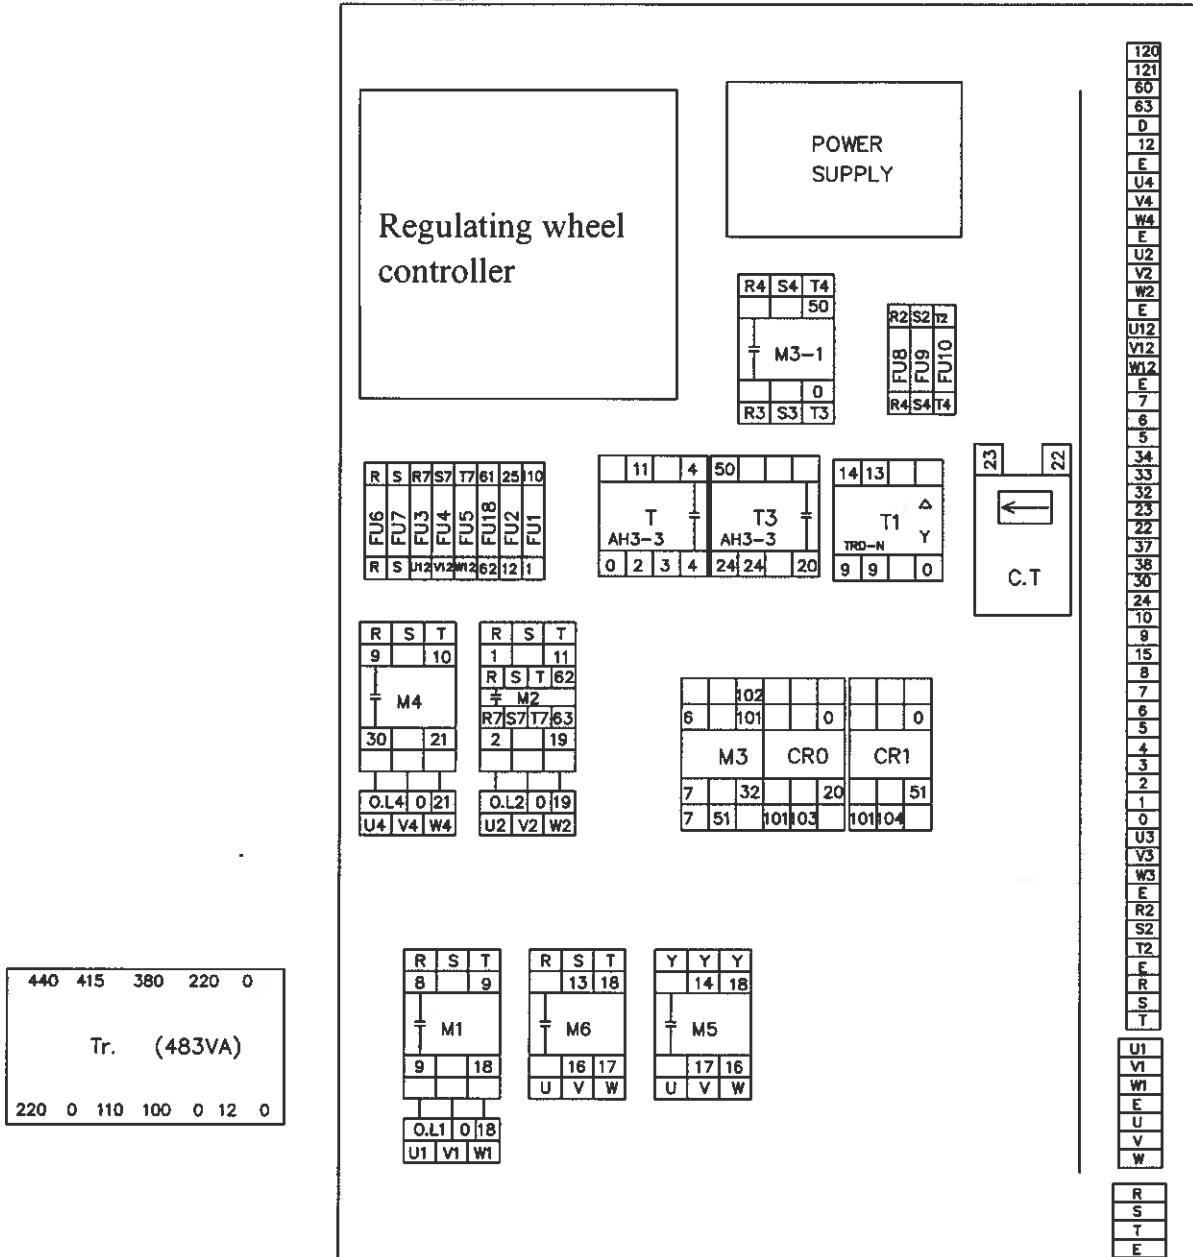 POWER
SUPPLY
Regulating wheel
controller
R4 S4 T4
50
M3-1
0
R3 S3 T3
R2 S2 T2
FU8 FU9 FU10
R4 S4 T4
R S R7 S7 T7 61 25 110
FU6 FU7 FU3 FU4 FU5 FU18 FU2 FU1
R S U12 V12 W12 62 12 1
11 4
T
AH3-3
0 2 3 4
50
T3
AH3-3
24 24 20
14 13
T1 △
Y
TRD-N
9 9 0
23 22
←
C.T
R S T
9 10
M4
30 21
O.L4 0 21
U4 V4 W4
R S T
1 11
R S T 62
M2
R7 S7 T7 63
2 19
O.L2 0 19
U2 V2 W2
102
6 101 0
M3 CR0
7 32 20
7 51 101 103
0
CR1
51
101 104
440 415 380 220 0
Tr. (483VA)
220 0 110 100 0 12 0
R S T
8 9
M1
9 18
O.L1 0 18
U1 V1 W1
R S T
13 18
M6
16 17
U V W
Y Y Y
14 18
M5
17 16
U V W
120
121
60
63
D
12
E
U4
V4
W4
E
U2
V2
W2
E
U12
V12
W12
E
7
6
5
34
33
32
23
22
37
38
30
24
10
9
15
8
7
6
5
4
3
2
1
0
U3
V3
W3
E
R2
S2
T2
E
R
S
T
U1
V1
W1
E
U
V
W
R
S
T
E